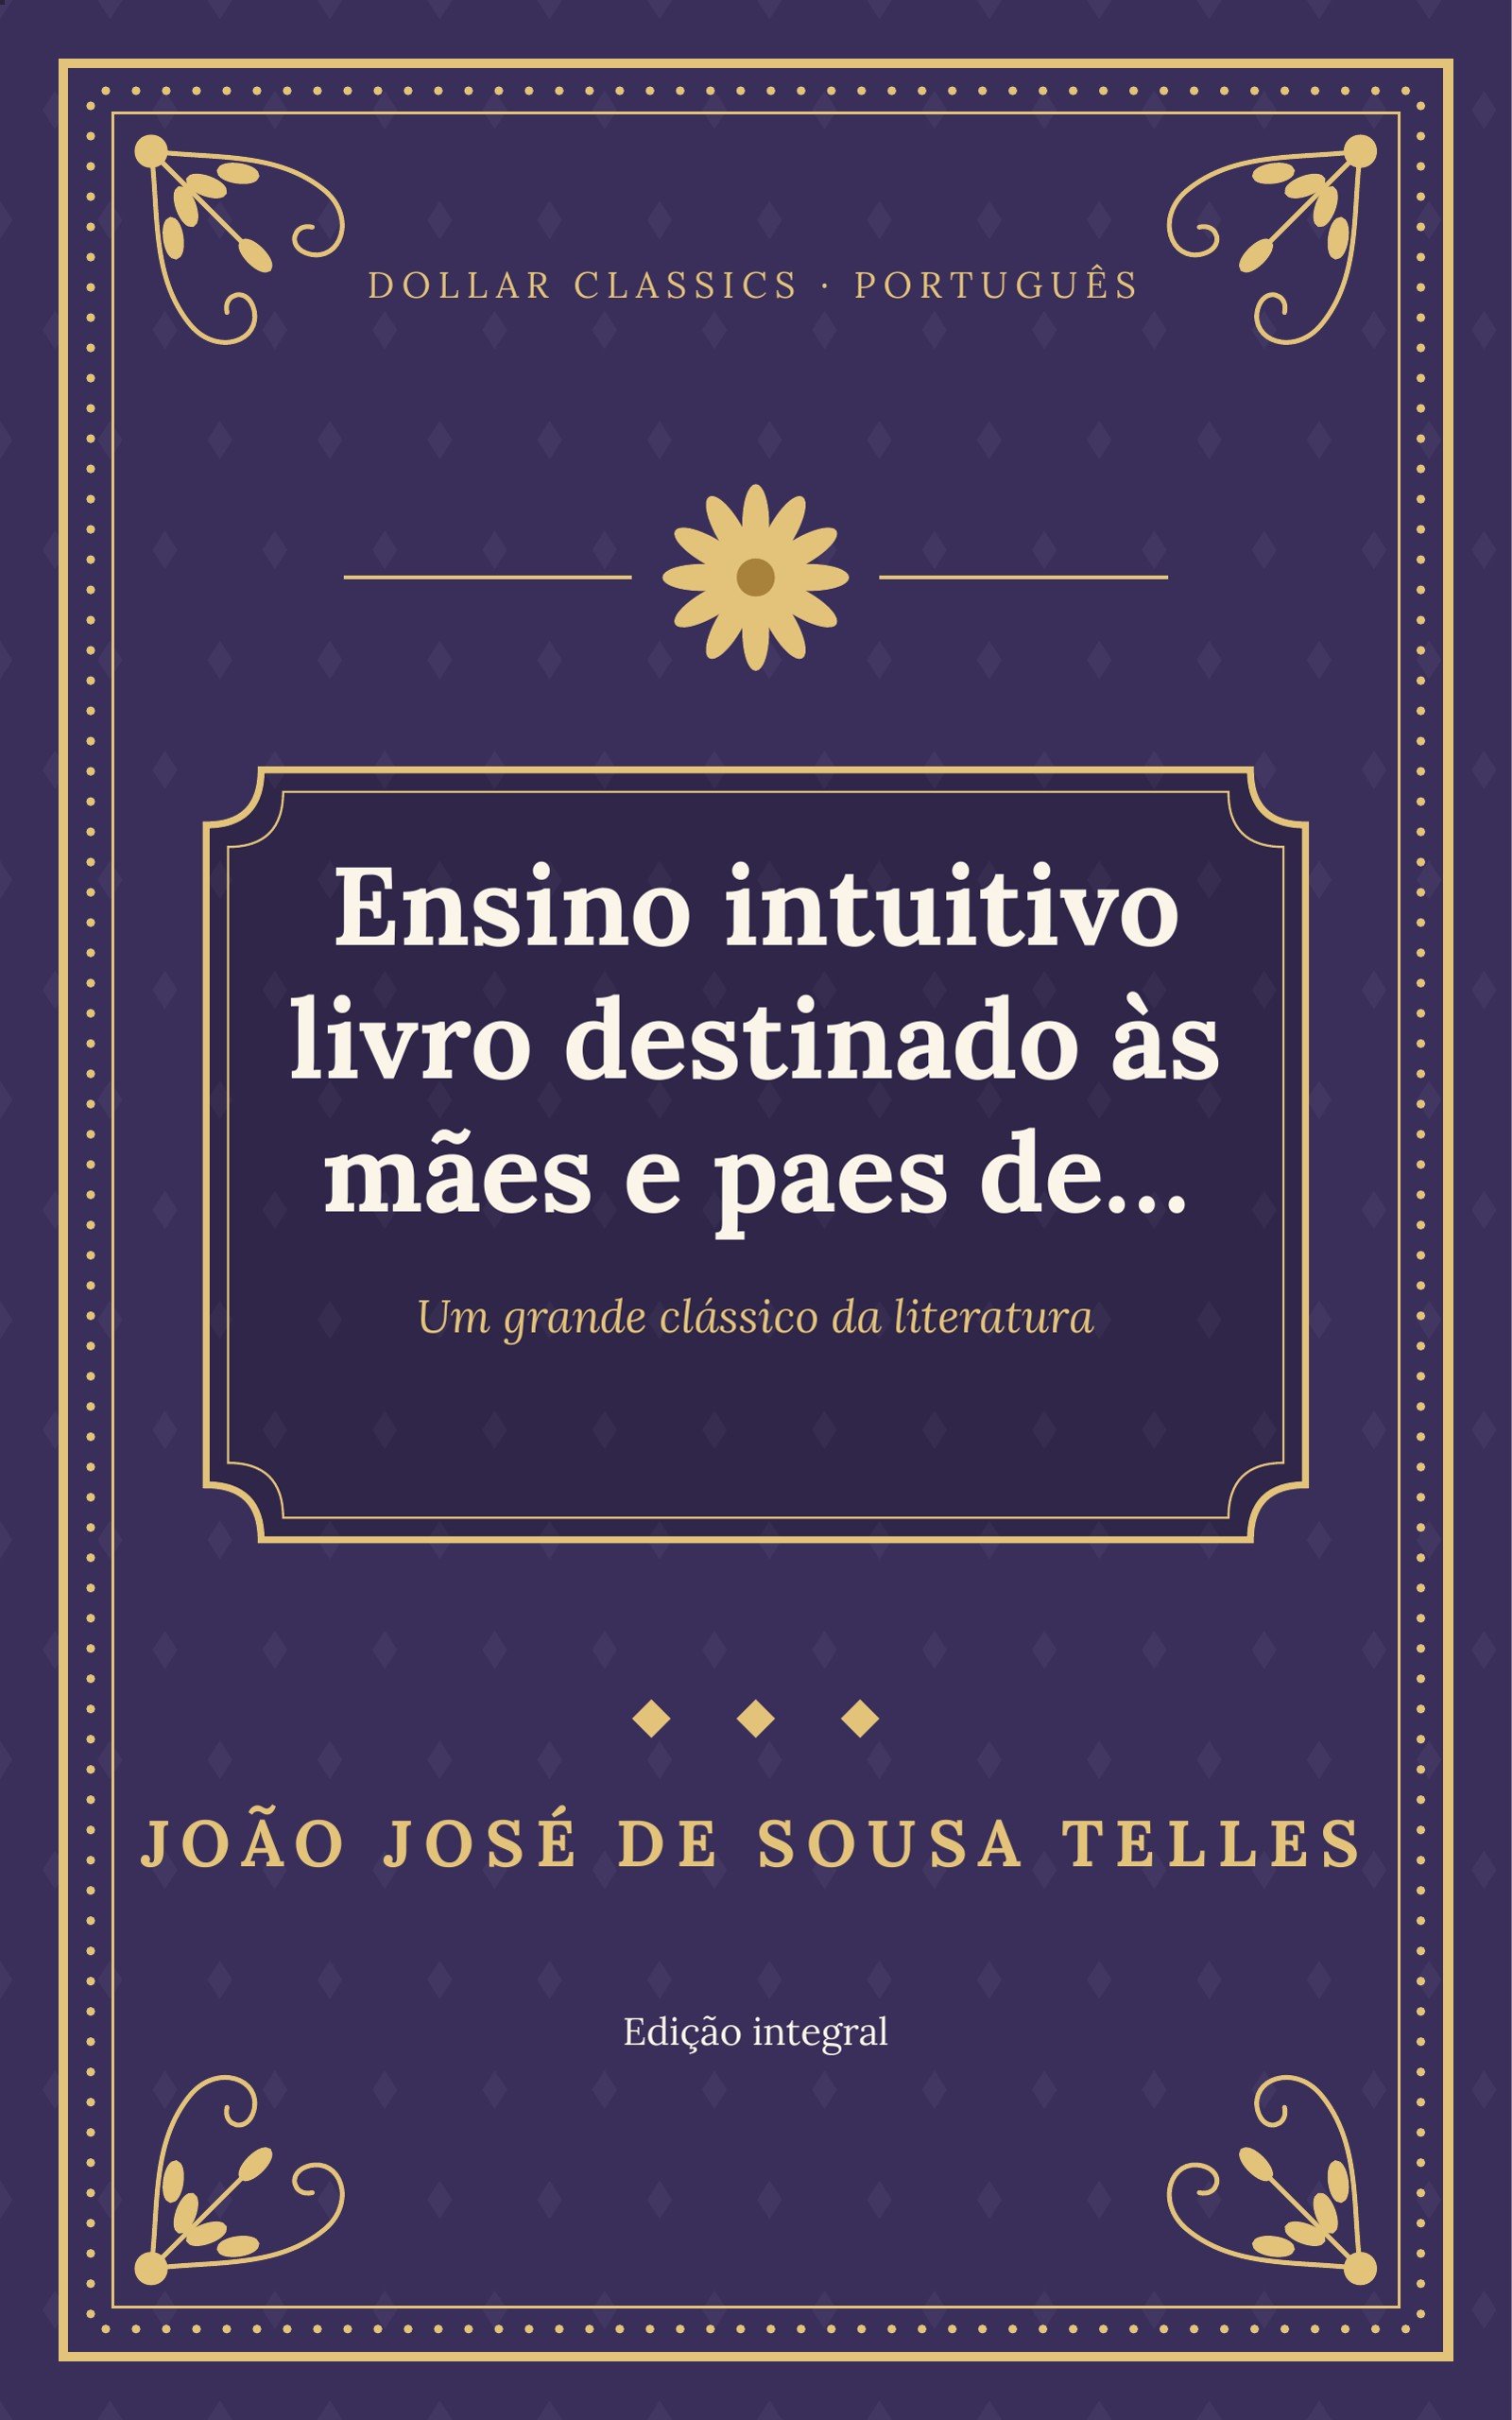 DOLLAR CLASSICS · PORTUGUÊS
Ensino intuitivo
livro destinado às
mães e paes de...
Um grande clássico da literatura
JOÃO JOSÉ DE SOUSA TELLES
Edição integral